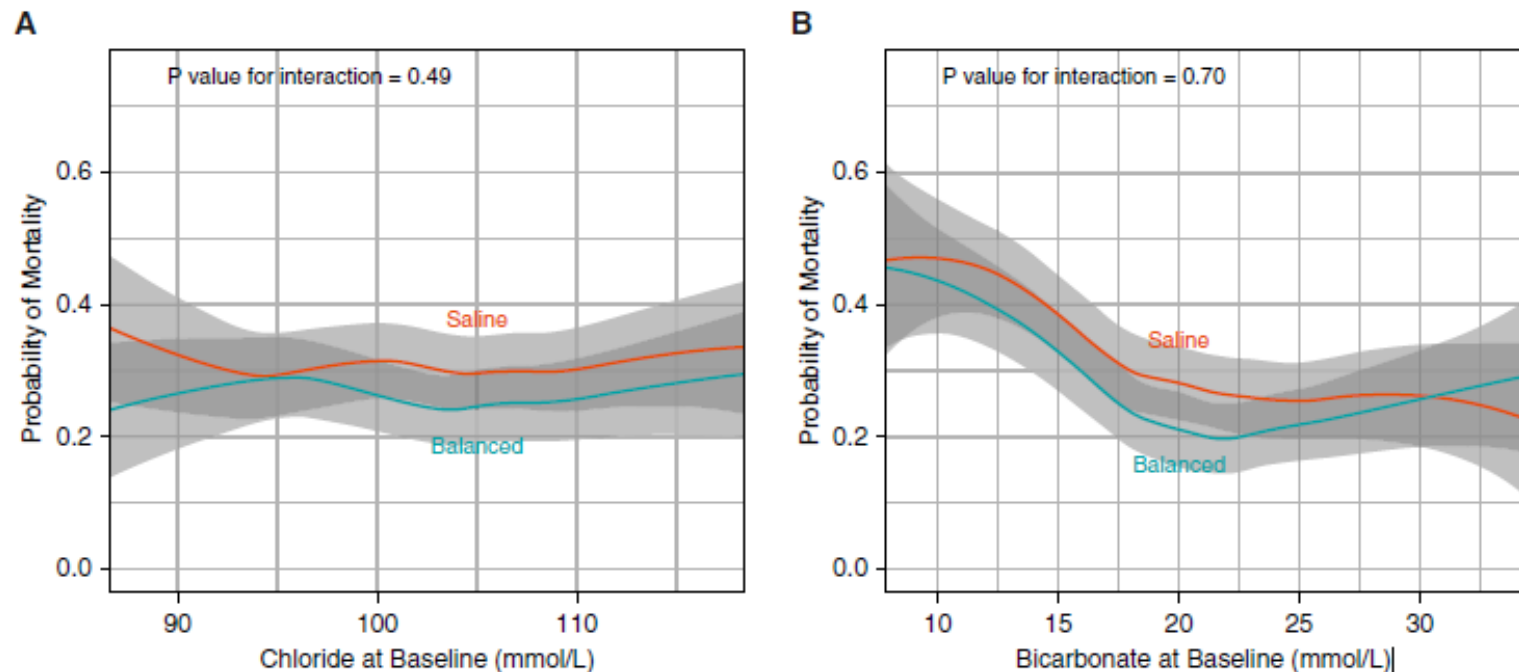 A
P value for interaction = 0.49
Probability of Mortality
0.6
0.4
0.2
0.0
Saline
Balanced
90 100 110
Chloride at Baseline (mmol/L)
B
P value for interaction = 0.70
Probability of Mortality
0.6
0.4
0.2
0.0
Saline
Balanced
10 15 20 25 30
Bicarbonate at Baseline (mmol/L)